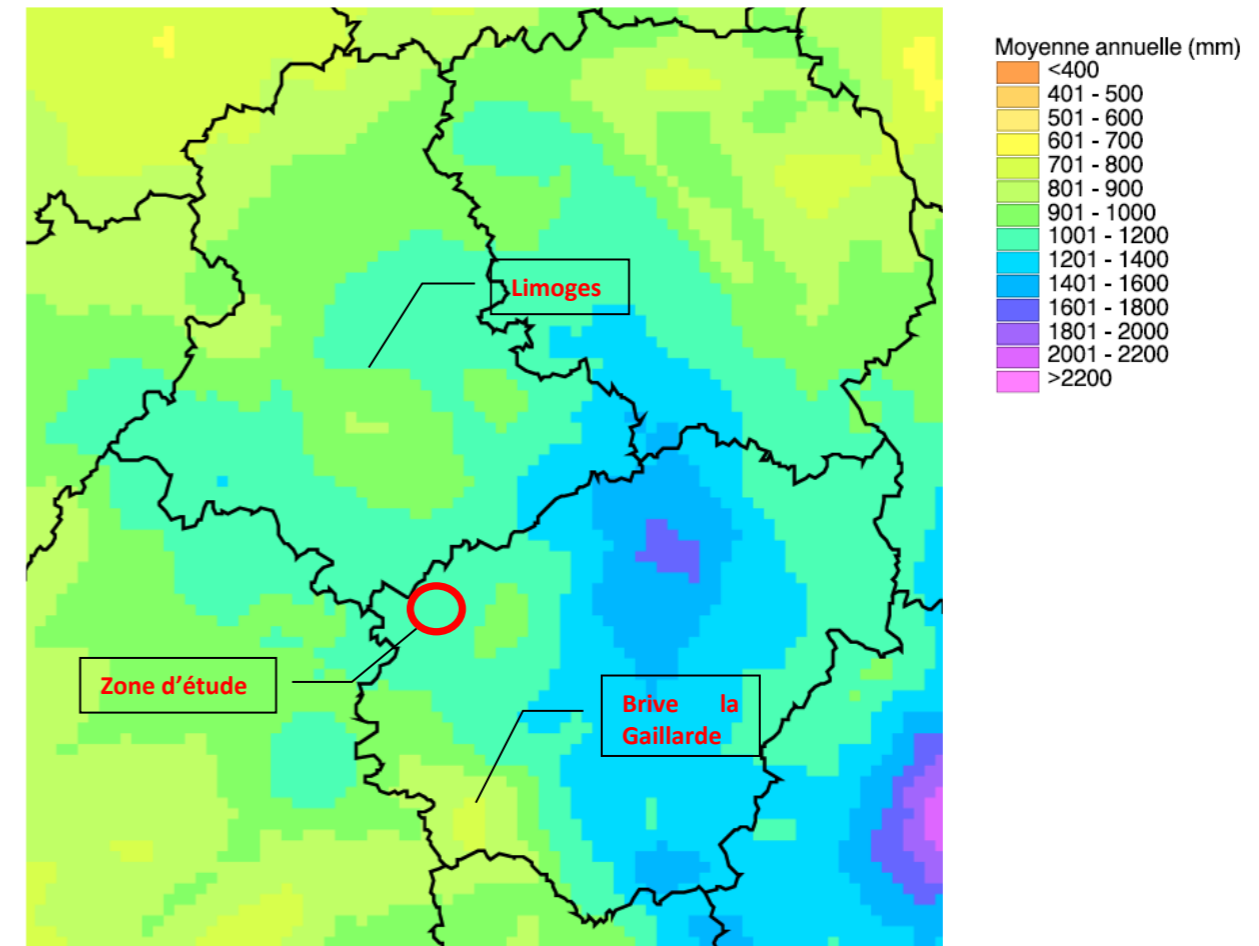 Moyenne annuelle (mm)
<400
401 - 500
501 - 600
601 - 700
701 - 800
801 - 900
901 - 1000
1001 - 1200
1201 - 1400
1401 - 1600
1601 - 1800
1801 - 2000
2001 - 2200
>2200
Limoges
Zone d’étude
Brive la
Gaillarde